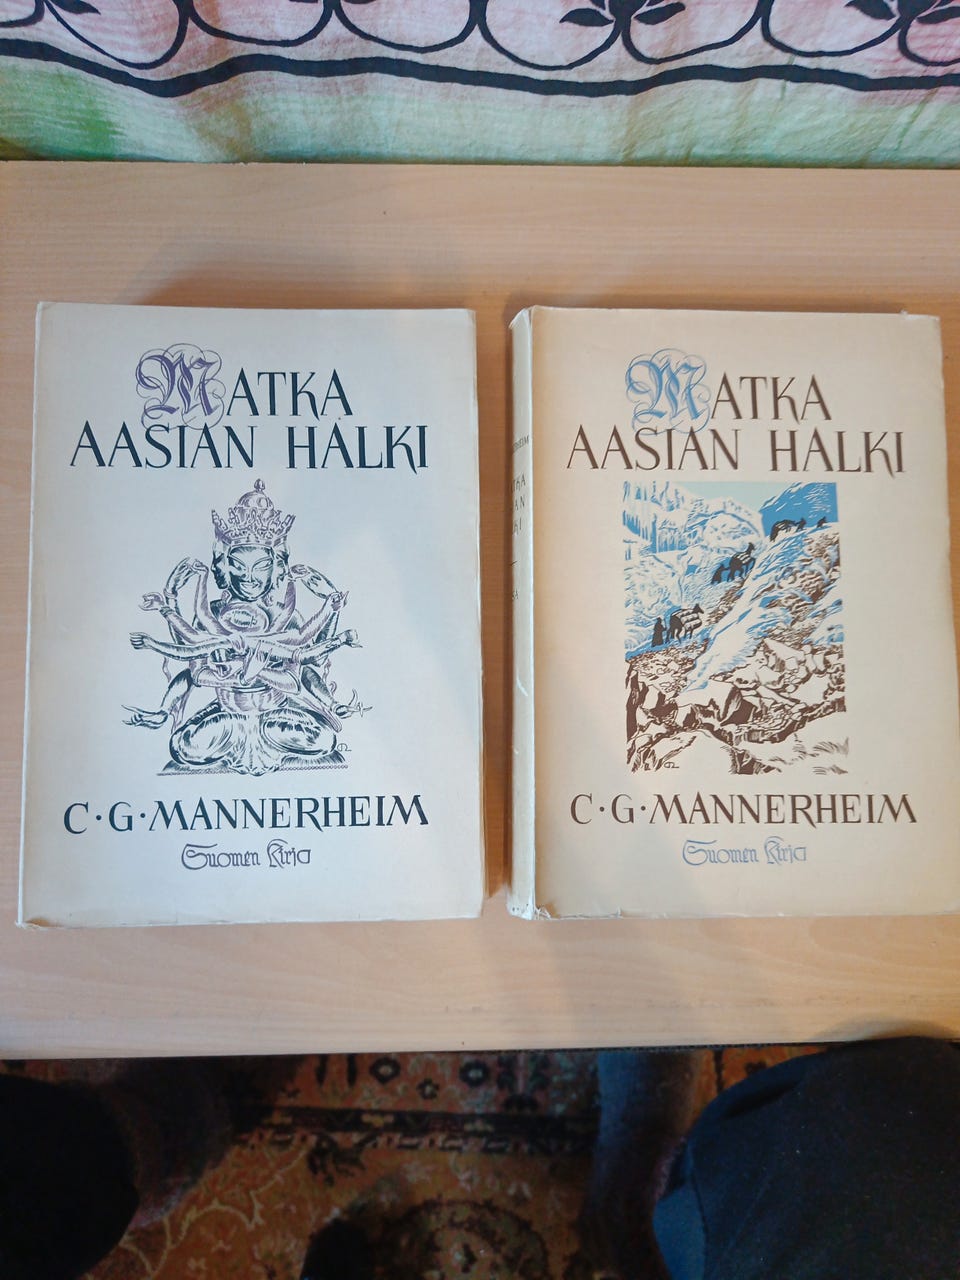 MATKA
AASIAN HALKI
C·G·MANNERHEIM
Suomen Kirja
MATKA
AASIAN HALKI
C·G·MANNERHEIM
Suomen Kirja